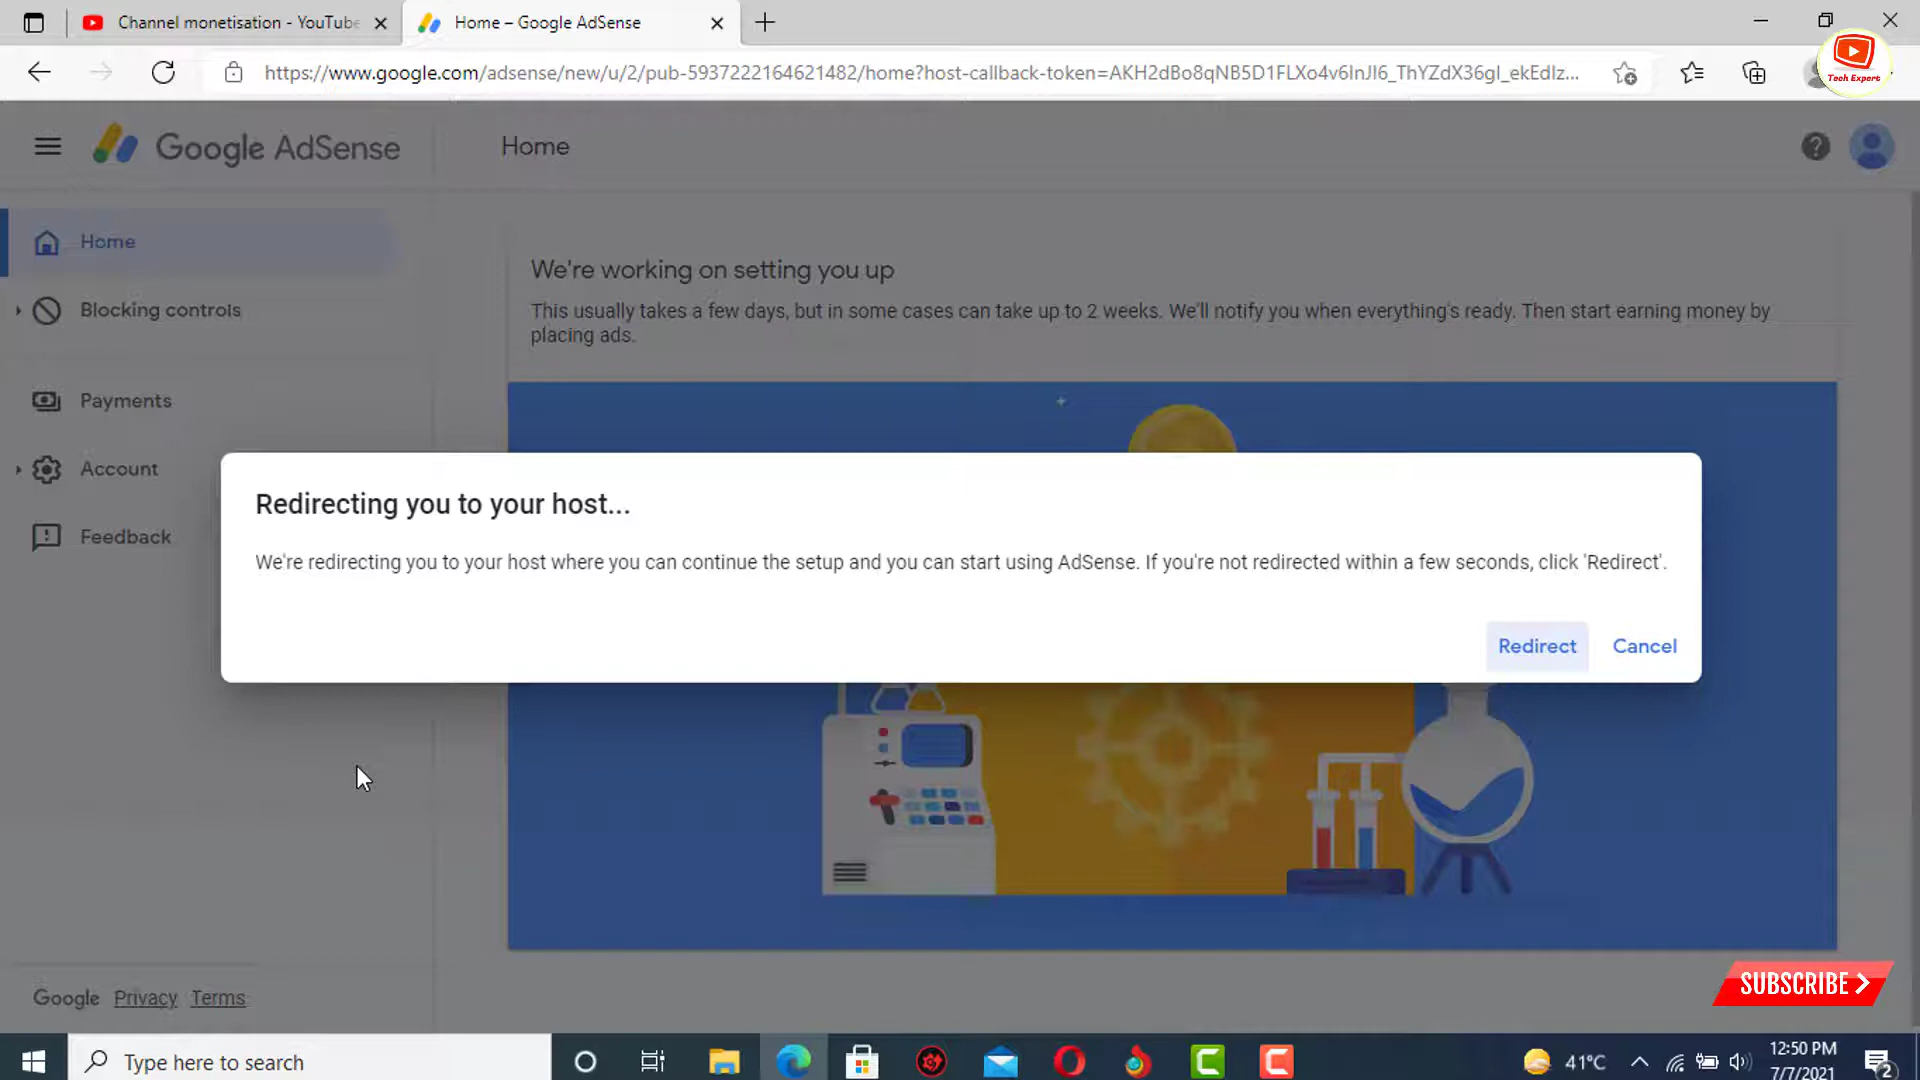 Channel monetisation - YouTube
Home – Google AdSense
https://www.google.com/adsense/new/u/2/pub-5937222164621482/home?host-callback-token=AKH2dBo8qNB5D1FLXo4v6InJI6_ThYZdX36gI_ekEdIz...
Tech Expert
Google AdSense
Home
Home
We're working on setting you up
Blocking controls
This usually takes a few days, but in some cases can take up to 2 weeks. We'll notify you when everything's ready. Then start earning money by
placing ads.
Payments
Account
Redirecting you to your host...
Feedback
We're redirecting you to your host where you can continue the setup and you can start using AdSense. If you're not redirected within a few seconds, click 'Redirect'.
Redirect
Cancel
SUBSCRIBE
Google Privacy Terms
Type here to search
41°C
12:50 PM
7/7/2021
2